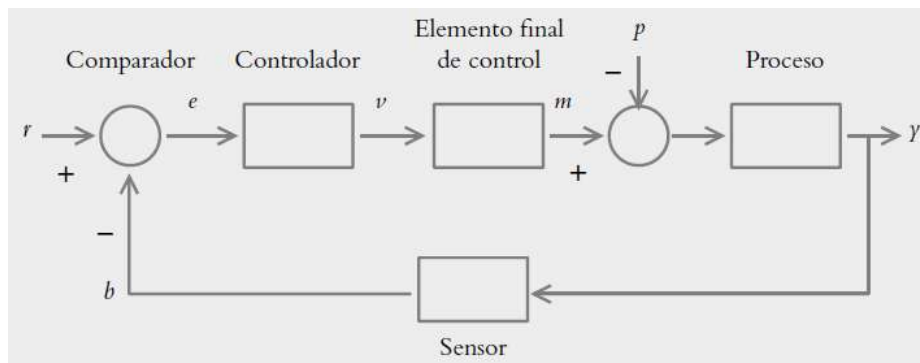 Elemento final
Comparador Controlador de control p Proceso
−
r e ν m y
+ +
−
b
Sensor